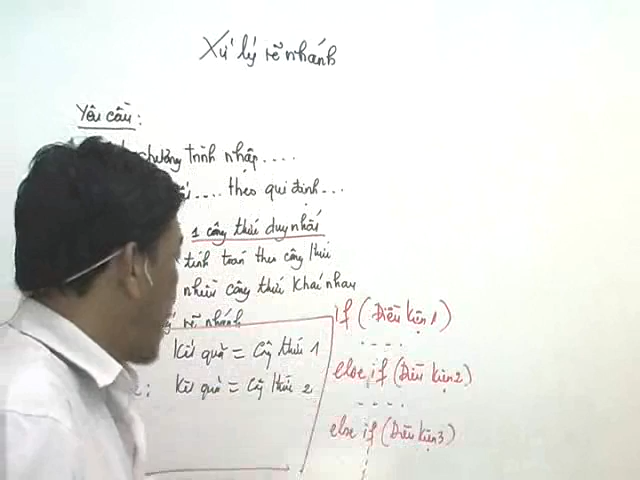 Xử lý rẽ nhánh
Yêu cầu:
chương trình nhập....
.... theo qui định...
1 công thức duy nhất
tính toán theo công thức
nhiều công thức khác nhau
rẽ nhánh
Kết quả = Công thức 1
Kết quả = Công thức 2
if (Điều kiện 1)
....
else if (Điều kiện 2)
....
else if (Điều kiện 3)